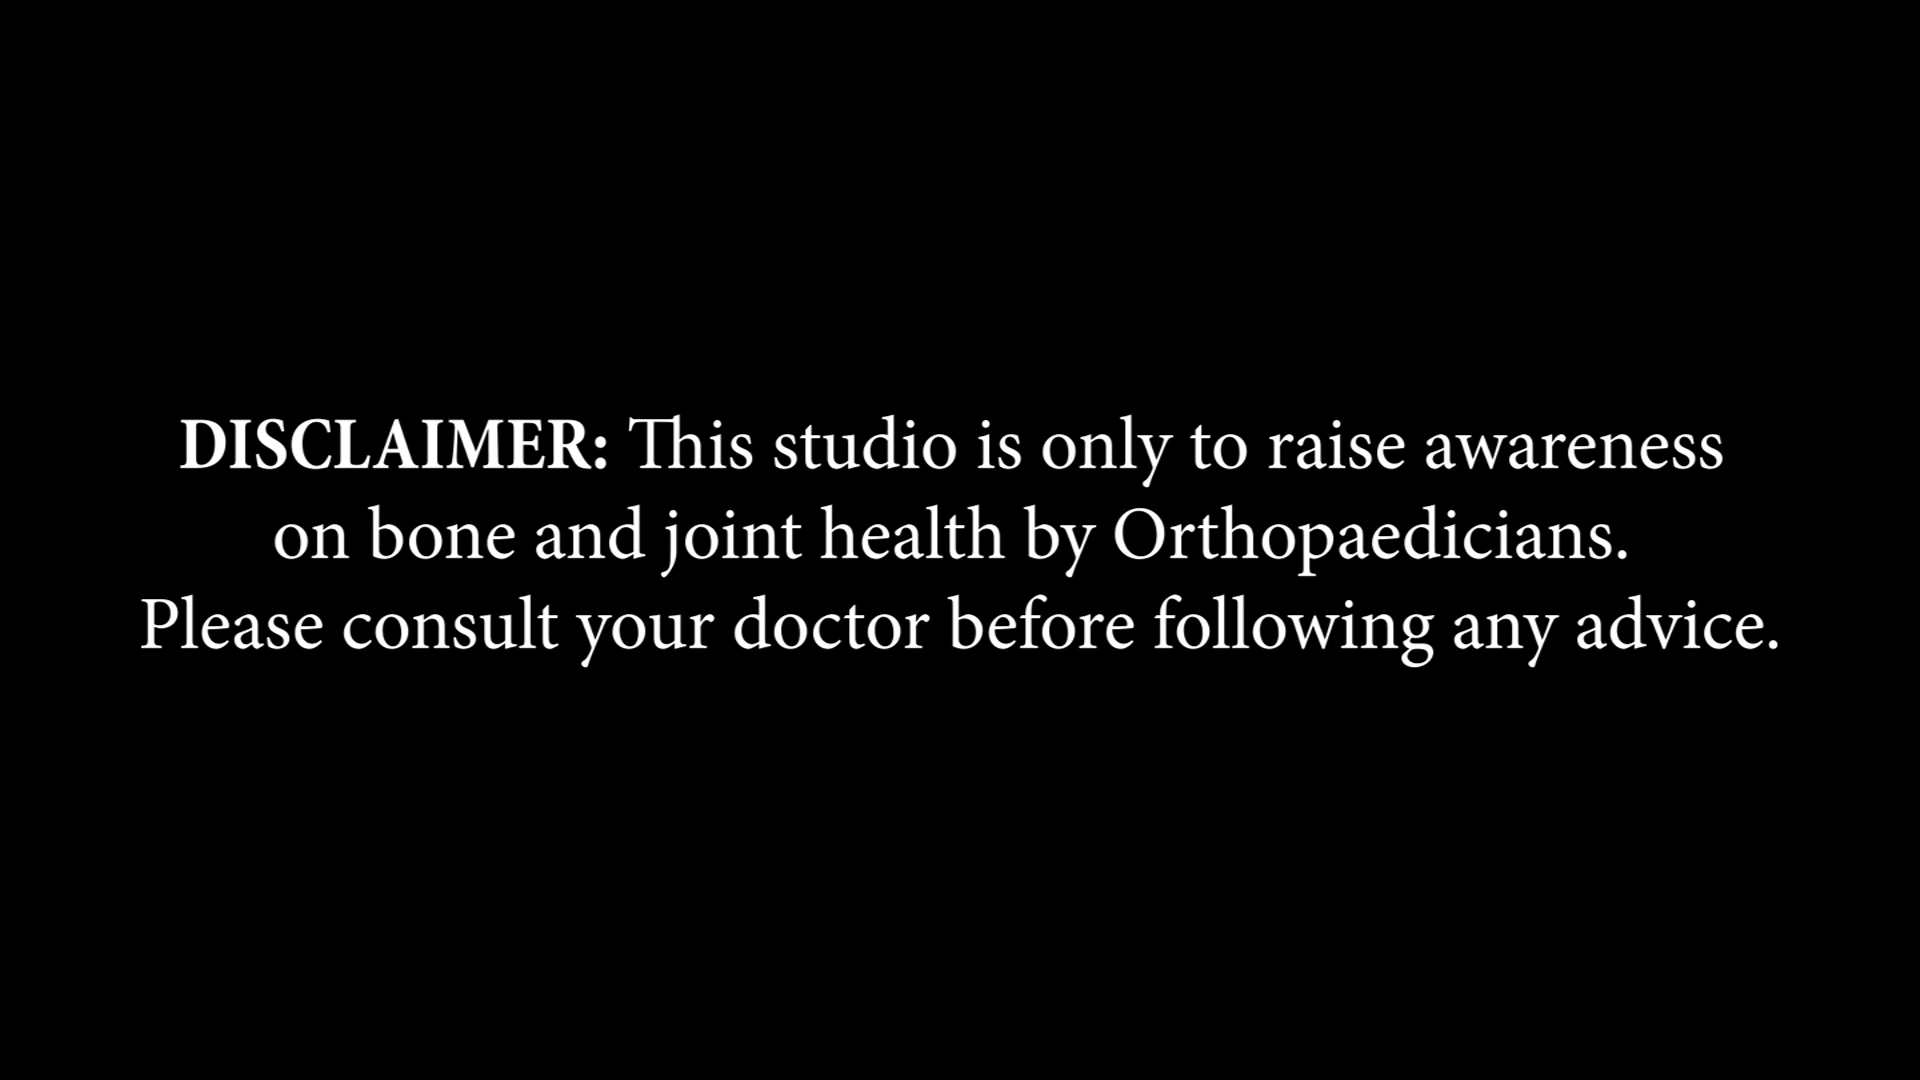 DISCLAIMER: This studio is only to raise awareness
on bone and joint health by Orthopaedicians.
Please consult your doctor before following any advice.